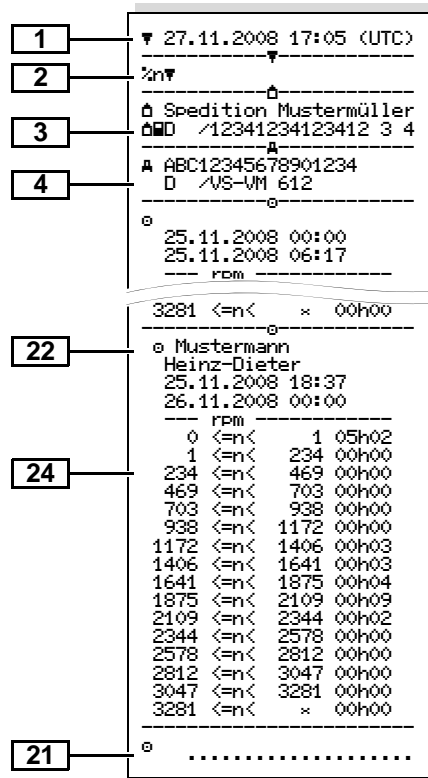 1
▼ 27.11.2008 17:05 (UTC)
2
%n▼
3
Spedition Mustermüller
D /12341234123412 3 4
4
A ABC12345678901234
D /VS-VM 612
25.11.2008 00:00
25.11.2008 06:17
--- rpm ---
3281 <=n< × 00h00
22
Mustermann
Heinz-Dieter
25.11.2008 18:37
26.11.2008 00:00
--- rpm ---
24
0 <=n< 1 05h02
1 <=n< 234 00h00
234 <=n< 469 00h00
469 <=n< 703 00h00
703 <=n< 938 00h00
938 <=n< 1172 00h00
1172 <=n< 1406 00h03
1406 <=n< 1641 00h03
1641 <=n< 1875 00h04
1875 <=n< 2109 00h09
2109 <=n< 2344 00h02
2344 <=n< 2578 00h00
2578 <=n< 2812 00h00
2812 <=n< 3047 00h00
3047 <=n< 3281 00h00
3281 <=n< × 00h00
21
....................